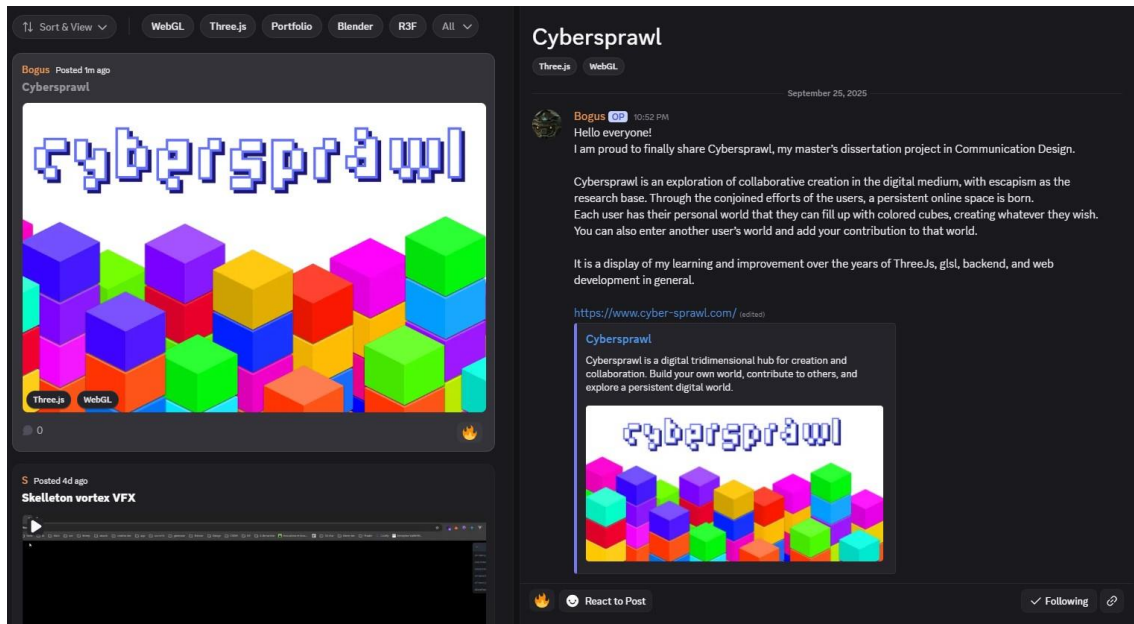 Sort & View
WebGL
Three.js
Portfolio
Blender
R3F
All
Bogus Posted 1m ago
Cybersprawl
cybersprawl
Three.js
WebGL
0
S Posted 4d ago
Skelleton vortex VFX
Cybersprawl
Three.js
WebGL
September 25, 2025
Bogus OP 10:52 PM
Hello everyone!
I am proud to finally share Cybersprawl, my master's dissertation project in Communication Design.
Cybersprawl is an exploration of collaborative creation in the digital medium, with escapism as the
research base. Through the conjoined efforts of the users, a persistent online space is born.
Each user has their personal world that they can fill up with colored cubes, creating whatever they wish.
You can also enter another user's world and add your contribution to that world.
It is a display of my learning and improvement over the years of ThreeJs, glsl, backend, and web
development in general.
https://www.cyber-sprawl.com/ (edited)
Cybersprawl
Cybersprawl is a digital tridimensional hub for creation and
collaboration. Build your own world, contribute to others, and
explore a persistent digital world.
cybersprawl
React to Post
Following